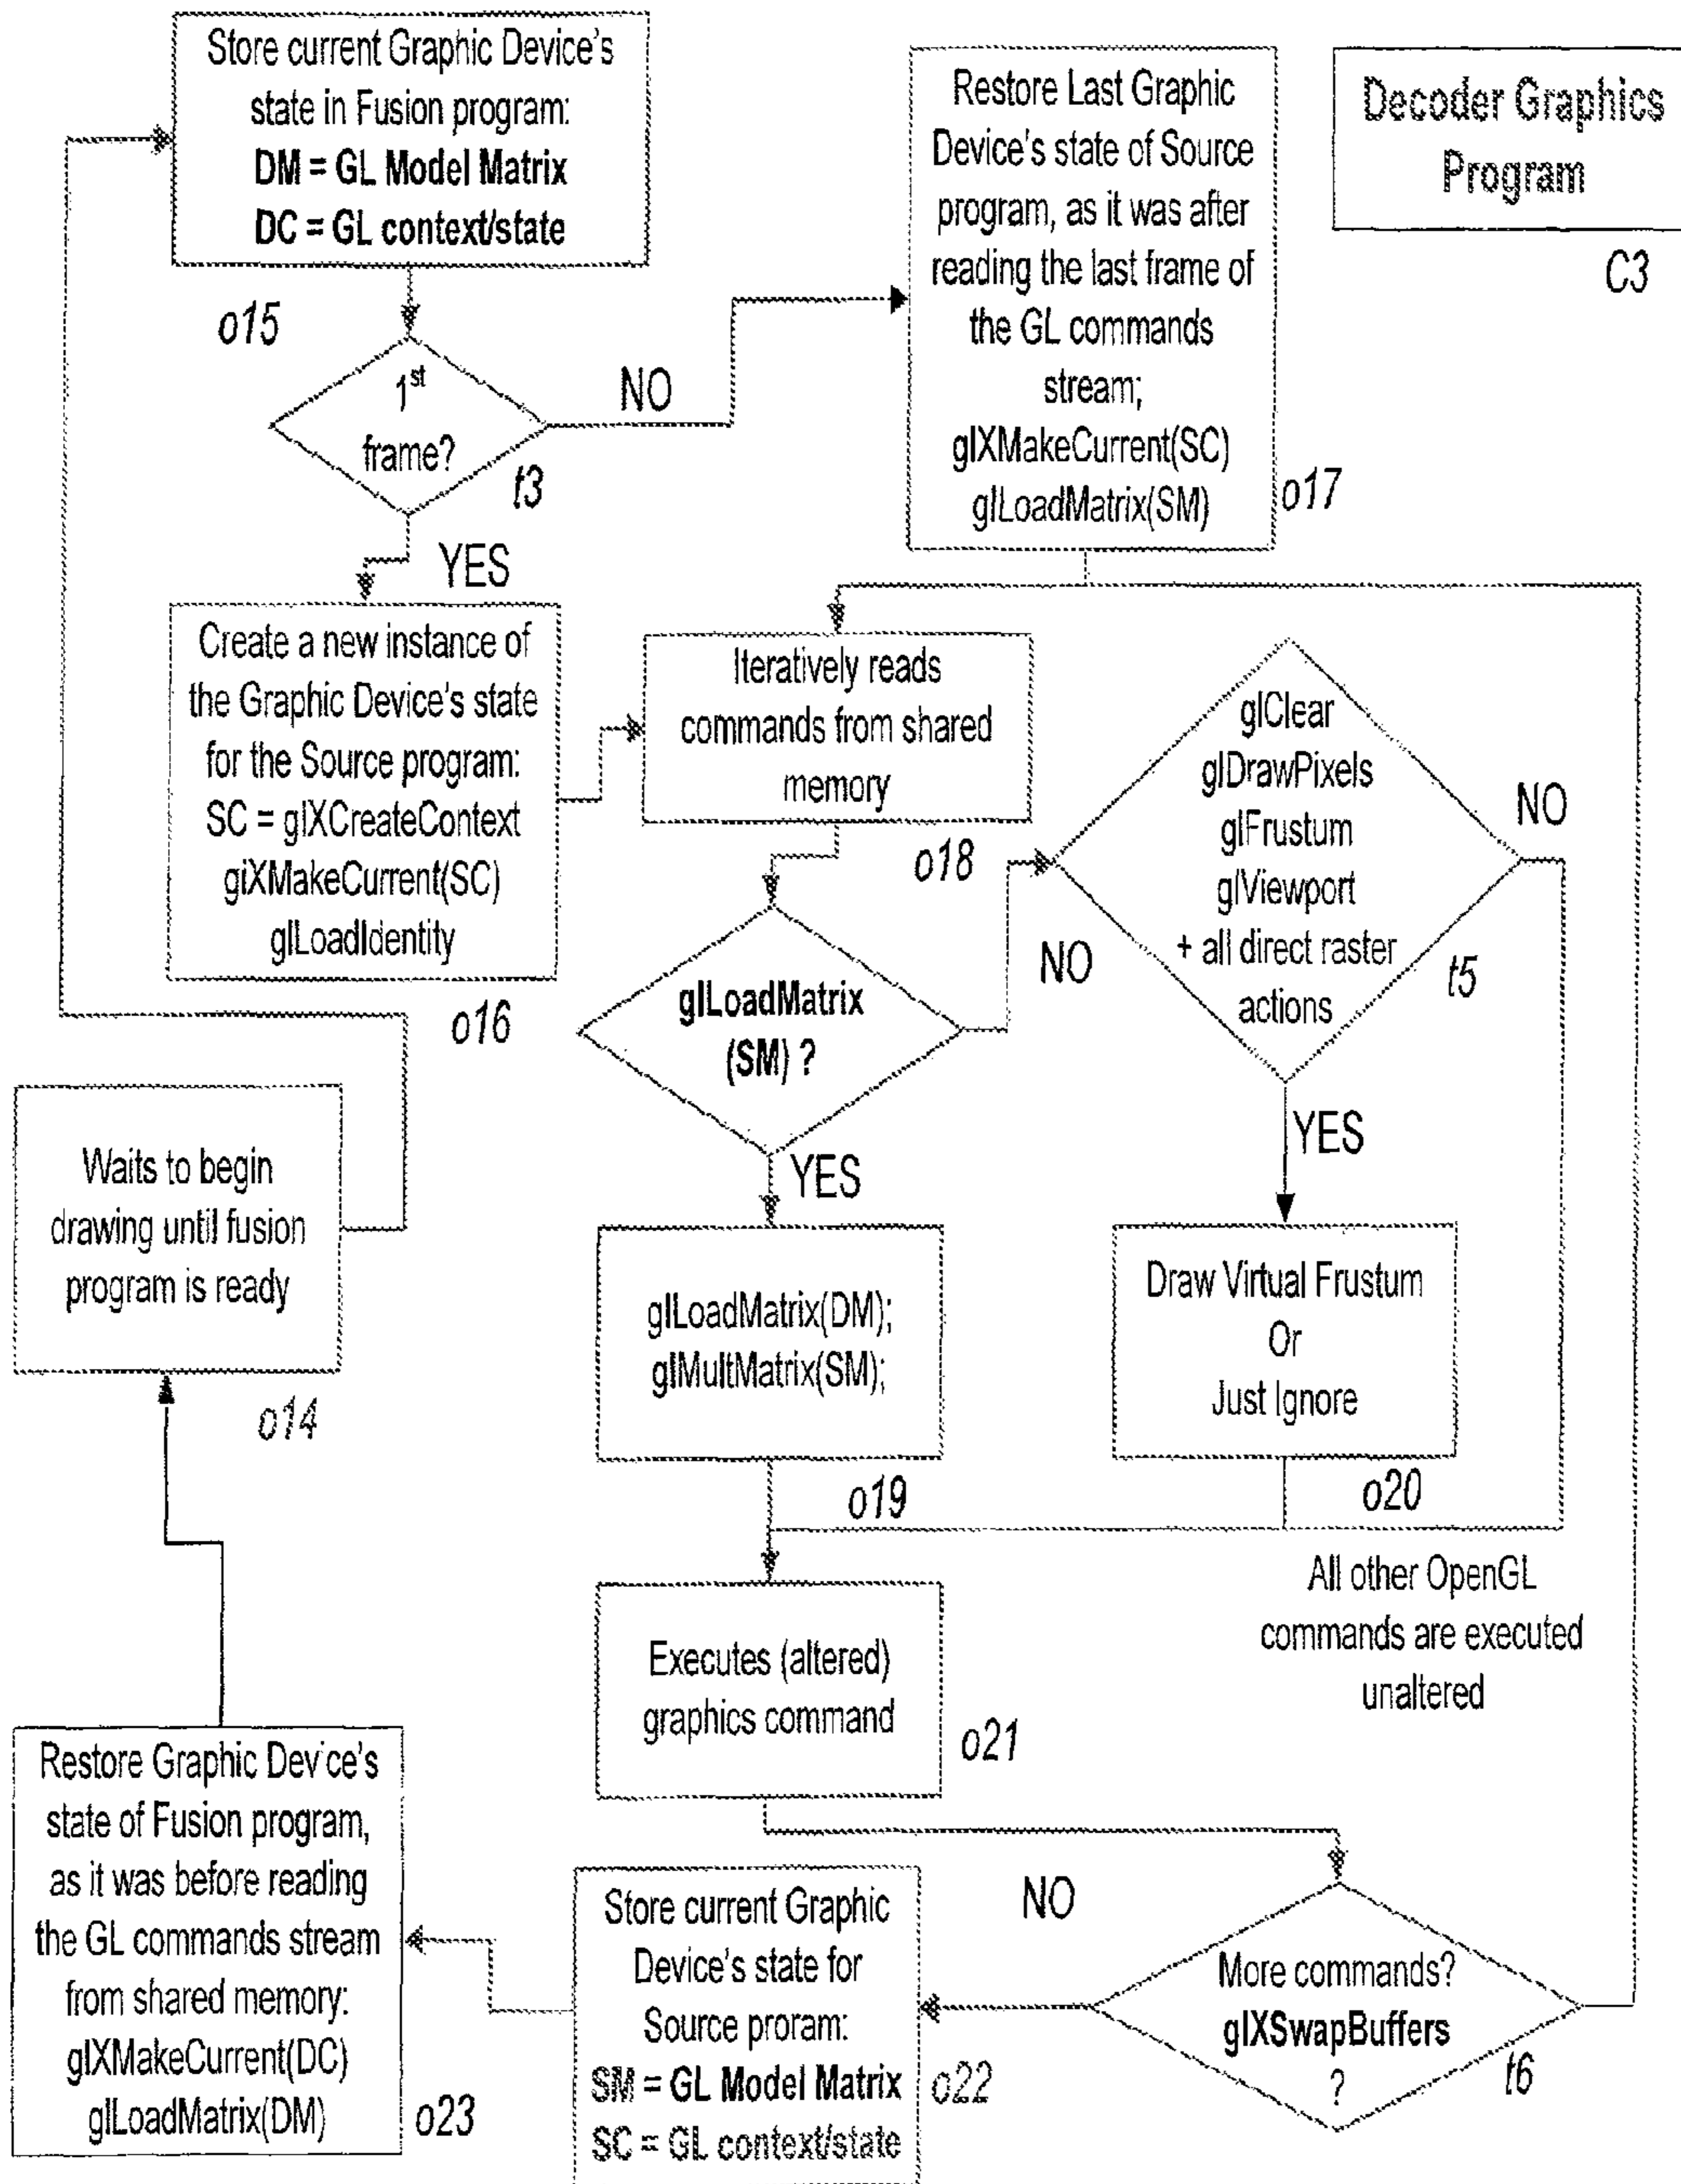 Store current Graphic Device's
state in Fusion program:
DM = GL Model Matrix
DC = GL context/state
o15
1st
frame?
t3
NO
YES
Restore Last Graphic
Device's state of Source
program, as it was after
reading the last frame of
the GL commands
stream;
glXMakeCurrent(SC)
glLoadMatrix(SM)
o17
Decoder Graphics
Program
C3
Create a new instance of
the Graphic Device's state
for the Source program:
SC = glXCreateContext
giXMakeCurrent(SC)
glLoadIdentity
o16
Iteratively reads
commands from shared
memory
o18
glLoadMatrix
(SM) ?
NO
YES
glClear
glDrawPixels
glFrustum
glViewport
+ all direct raster
actions
t5
NO
YES
Waits to begin
drawing until fusion
program is ready
o14
glLoadMatrix(DM);
glMultMatrix(SM);
o19
Draw Virtual Frustum
Or
Just Ignore
o20
All other OpenGL
commands are executed
unaltered
Executes (altered)
graphics command
o21
Restore Graphic Device's
state of Fusion program,
as it was before reading
the GL commands stream
from shared memory:
glXMakeCurrent(DC)
glLoadMatrix(DM)
o23
Store current Graphic
Device's state for
Source proram:
SM = GL Model Matrix
SC = GL context/state
o22
NO
More commands?
glXSwapBuffers
?
t6